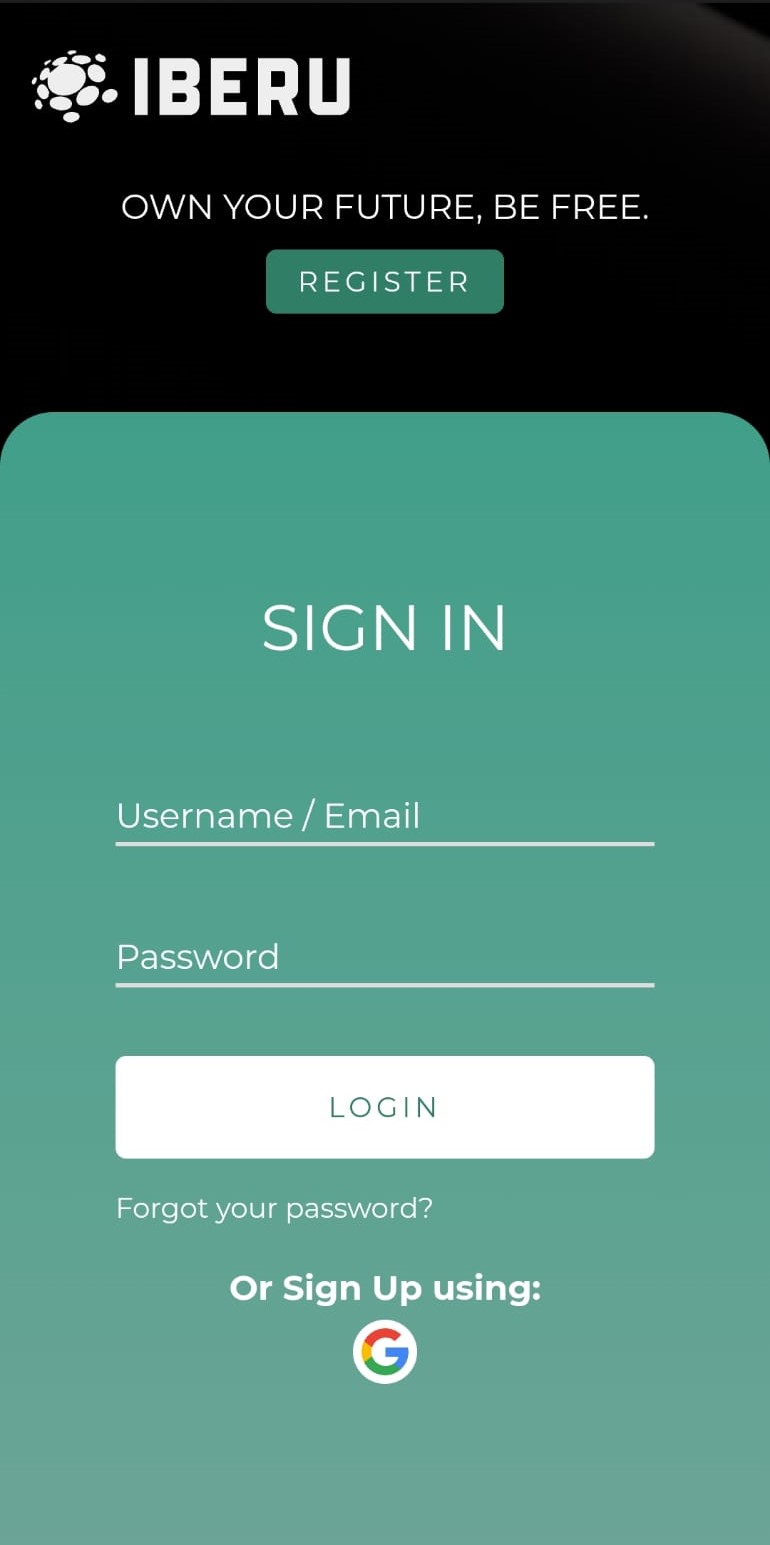 IBERU
OWN YOUR FUTURE, BE FREE.
REGISTER
SIGN IN
Username / Email
Password
LOGIN
Forgot your password?
Or Sign Up using:
G